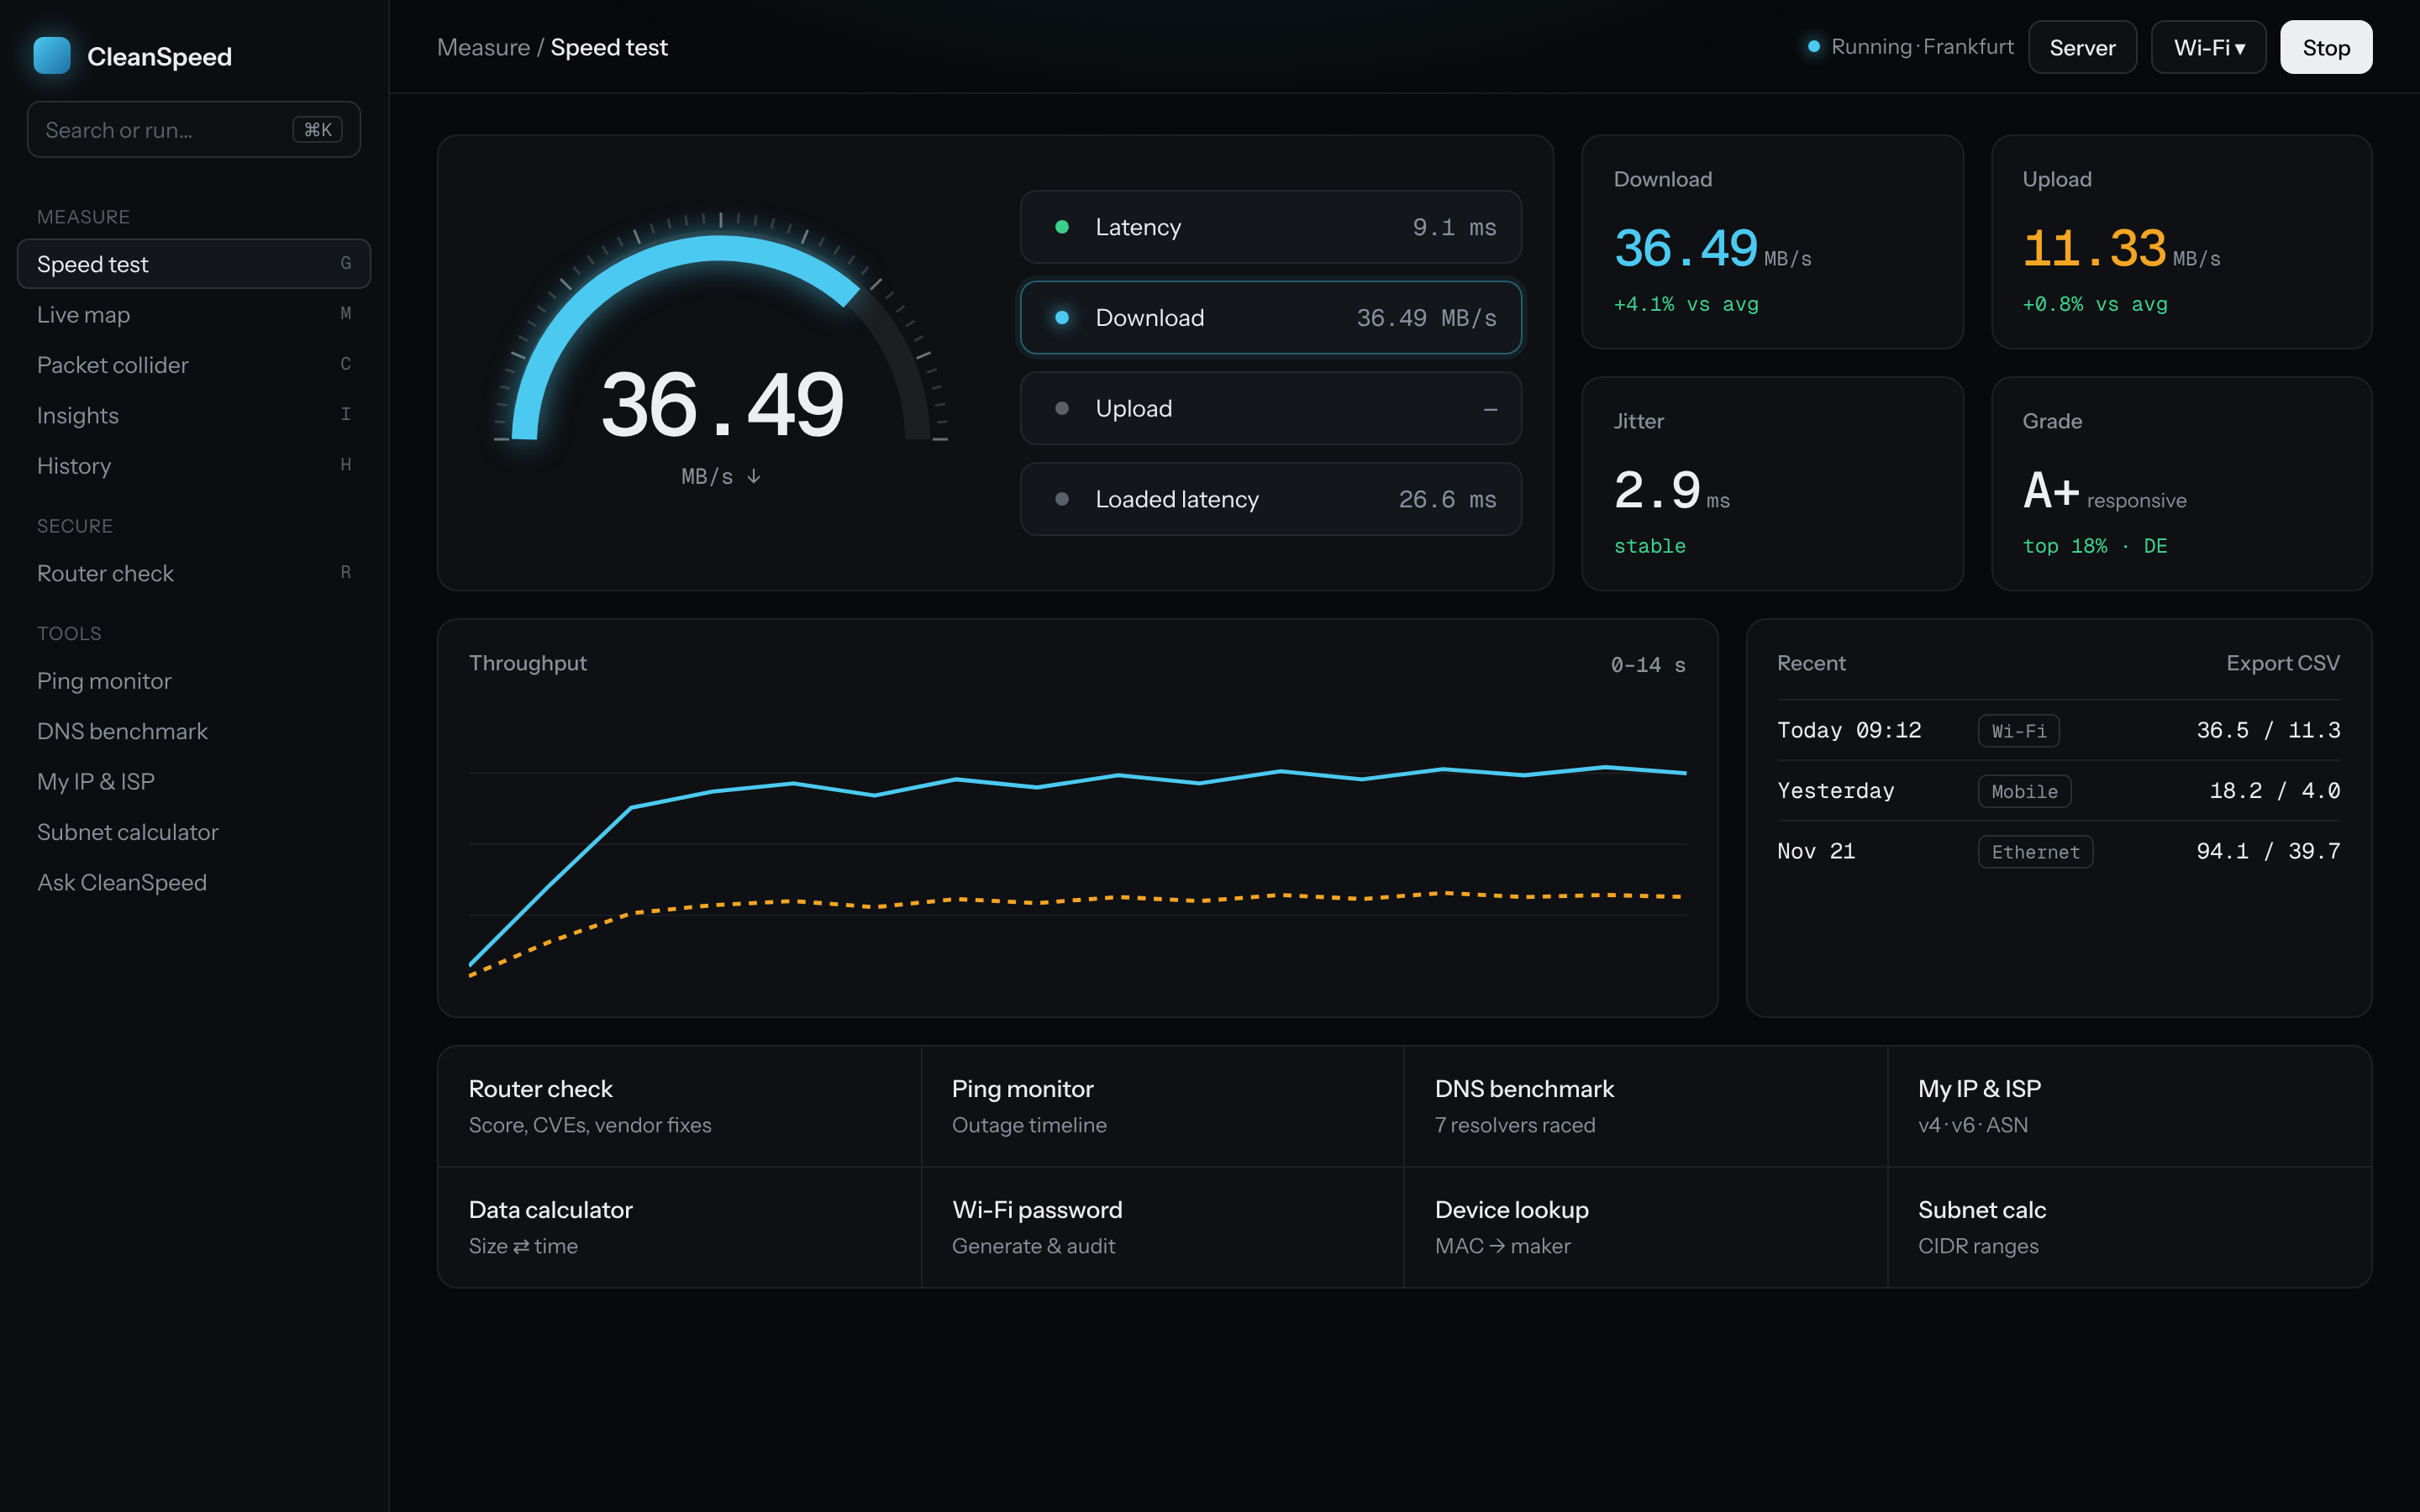 CleanSpeed
Search or run… ⌘K
MEASURE
Speed test G
Live map M
Packet collider C
Insights I
History H
SECURE
Router check R
TOOLS
Ping monitor
DNS benchmark
My IP & ISP
Subnet calculator
Ask CleanSpeed
Measure / Speed test
Running · Frankfurt
Server
Wi-Fi ▾
Stop
36.49
MB/s ↓
Latency 9.1 ms
Download 36.49 MB/s
Upload —
Loaded latency 26.6 ms
Download
36.49 MB/s
+4.1% vs avg
Upload
11.33 MB/s
+0.8% vs avg
Jitter
2.9 ms
stable
Grade
A+ responsive
top 18% · DE
Throughput 0–14 s
Recent Export CSV
Today 09:12 Wi-Fi 36.5 / 11.3
Yesterday Mobile 18.2 / 4.0
Nov 21 Ethernet 94.1 / 39.7
Router check
Score, CVEs, vendor fixes
Ping monitor
Outage timeline
DNS benchmark
7 resolvers raced
My IP & ISP
v4 · v6 · ASN
Data calculator
Size ⇄ time
Wi-Fi password
Generate & audit
Device lookup
MAC → maker
Subnet calc
CIDR ranges